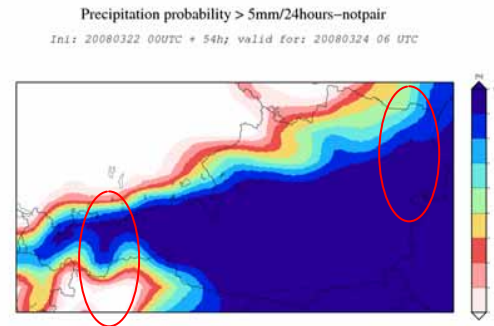 Precipitation probability > 5mm/24hours−notpair
Ini: 20080322 00UTC + 54h; valid for: 20080324 06 UTC